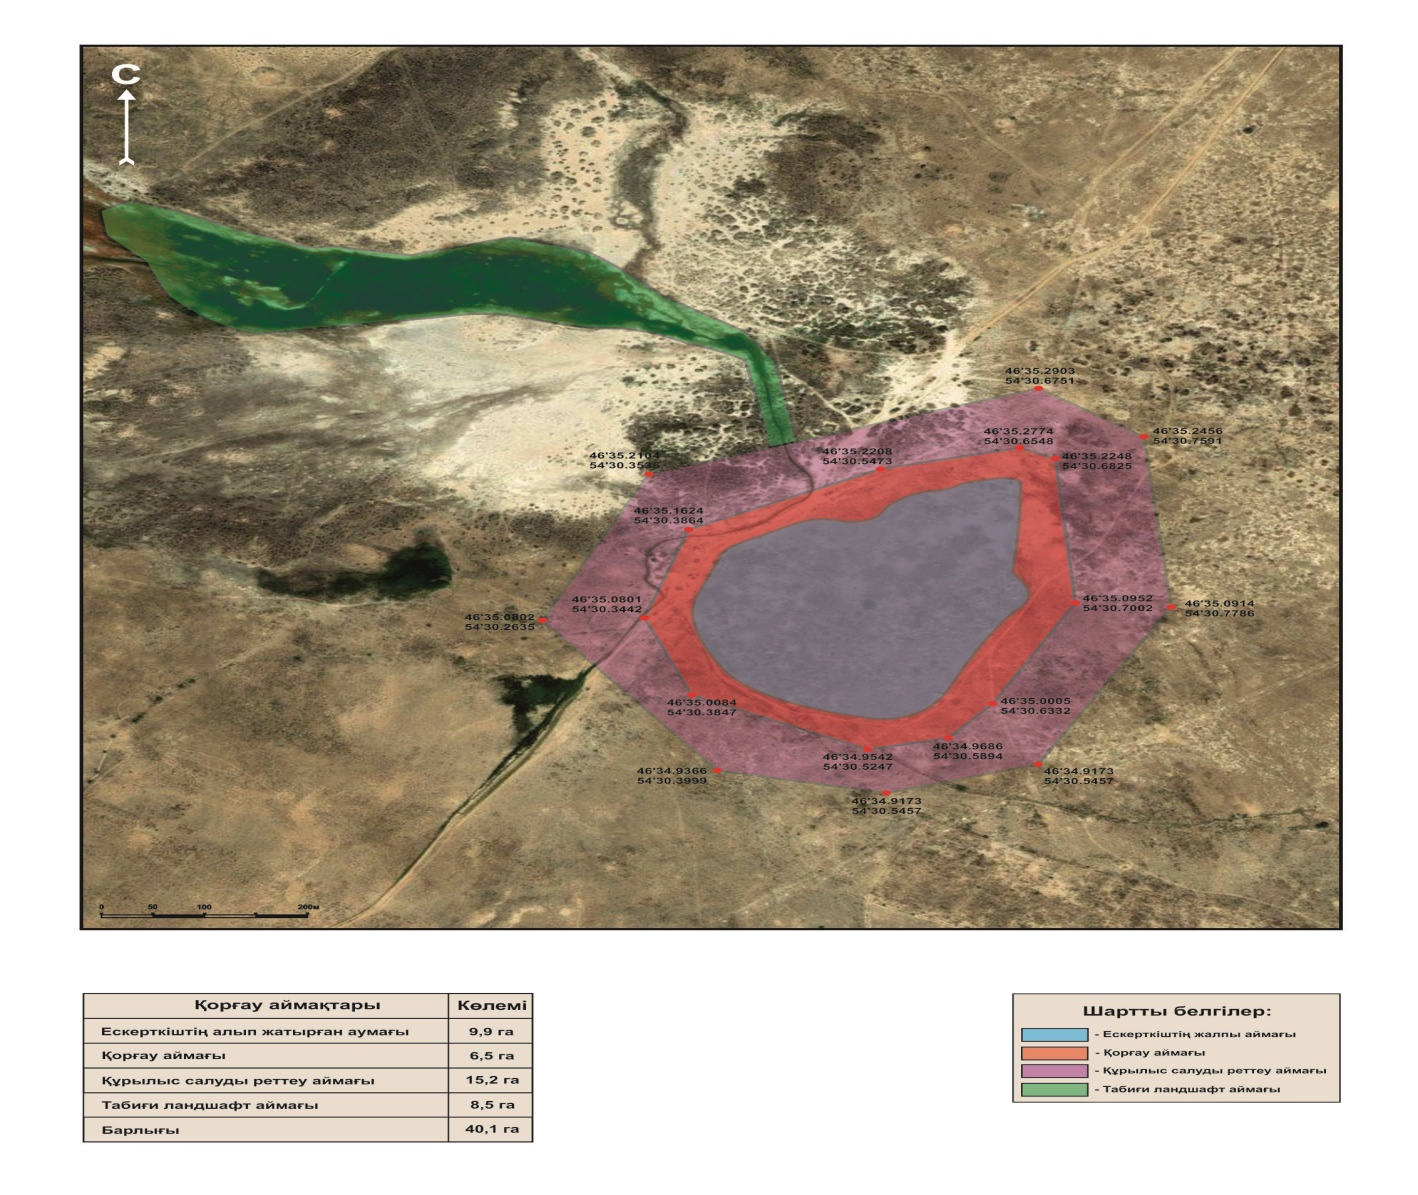 С
46'35.2903
54'30.6751
46'35.2456
54'30.7591
46'35.2774
54'30.6548
46'35.2208
54'30.5473
46'35.2248
54'30.6825
46'35.2104
54'30.3535
46'35.1624
54'30.3864
46'35.0801
54'30.3442
46'35.0802
54'30.2635
46'35.0952
54'30.7002
46'35.0914
54'30.7786
46'35.0084
54'30.3847
46'35.0005
54'30.6332
46'34.9686
54'30.5894
46'34.9542
54'30.5247
46'34.9366
54'30.3999
46'34.9173
54'30.5457
46'34.9173
54'30.5457
0 50 100 200м
Қорғау аймақтары Көлемі
Ескерткіштің алып жатырған аумағы 9,9 га
Қорғау аймағы 6,5 га
Құрылыс салуды реттеу аймағы 15,2 га
Табиғи ландшафт аймағы 8,5 га
Барлығы 40,1 га
Шартты белгілер:
- Ескерткіштің жалпы аймағы
- Қорғау аймағы
- Құрылыс салуды реттеу аймағы
- Табиғи ландшафт аймағы